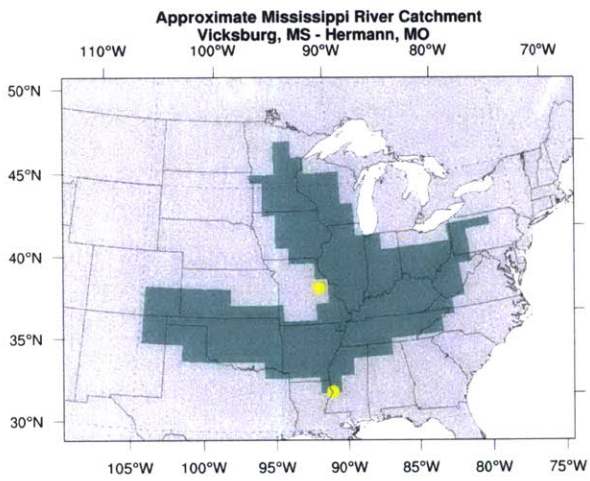 Approximate Mississippi River Catchment
Vicksburg, MS - Hermann, MO
110°W 100°W 90°W 80°W 70°W
50°N
45°N
40°N
35°N
30°N
105°W 100°W 95°W 90°W 85°W 80°W 75°W